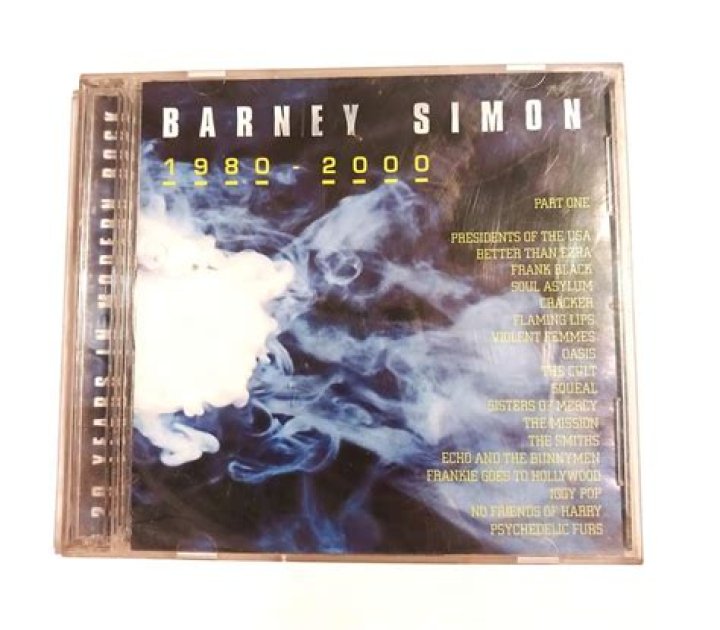 BARNEY SIMON
1980 - 2000
PART ONE
PRESIDENTS OF THE USA
BETTER THAN EZRA
FRANK BLACK
SOUL ASYLUM
CRACKER
FLAMING LIPS
VIOLENT FEMMES
OASIS
THE CULT
SQUEAL
SISTERS OF MERCY
THE MISSION
THE SMITHS
ECHO AND THE BUNNYMEN
FRANKIE GOES TO HOLLYWOOD
IGGY POP
NO FRIENDS OF HARRY
PSYCHEDELIC FURS
20 YEARS IN MODERN ROCK